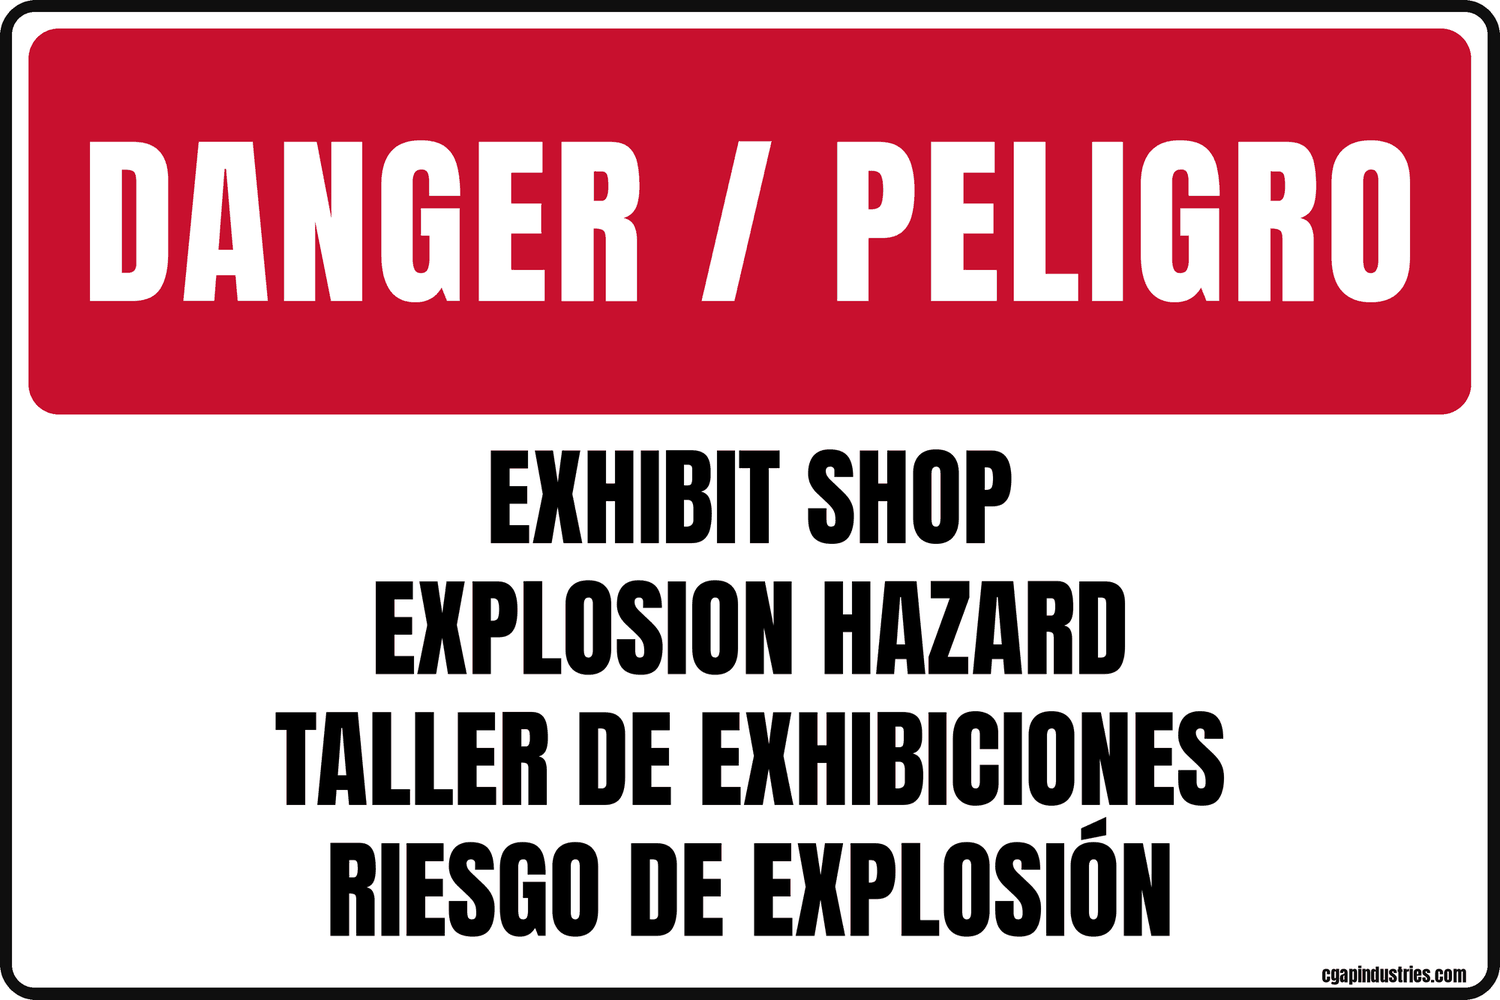 DANGER / PELIGRO
EXHIBIT SHOP
EXPLOSION HAZARD
TALLER DE EXHIBICIONES
RIESGO DE EXPLOSIÓN
cgapindustries.com